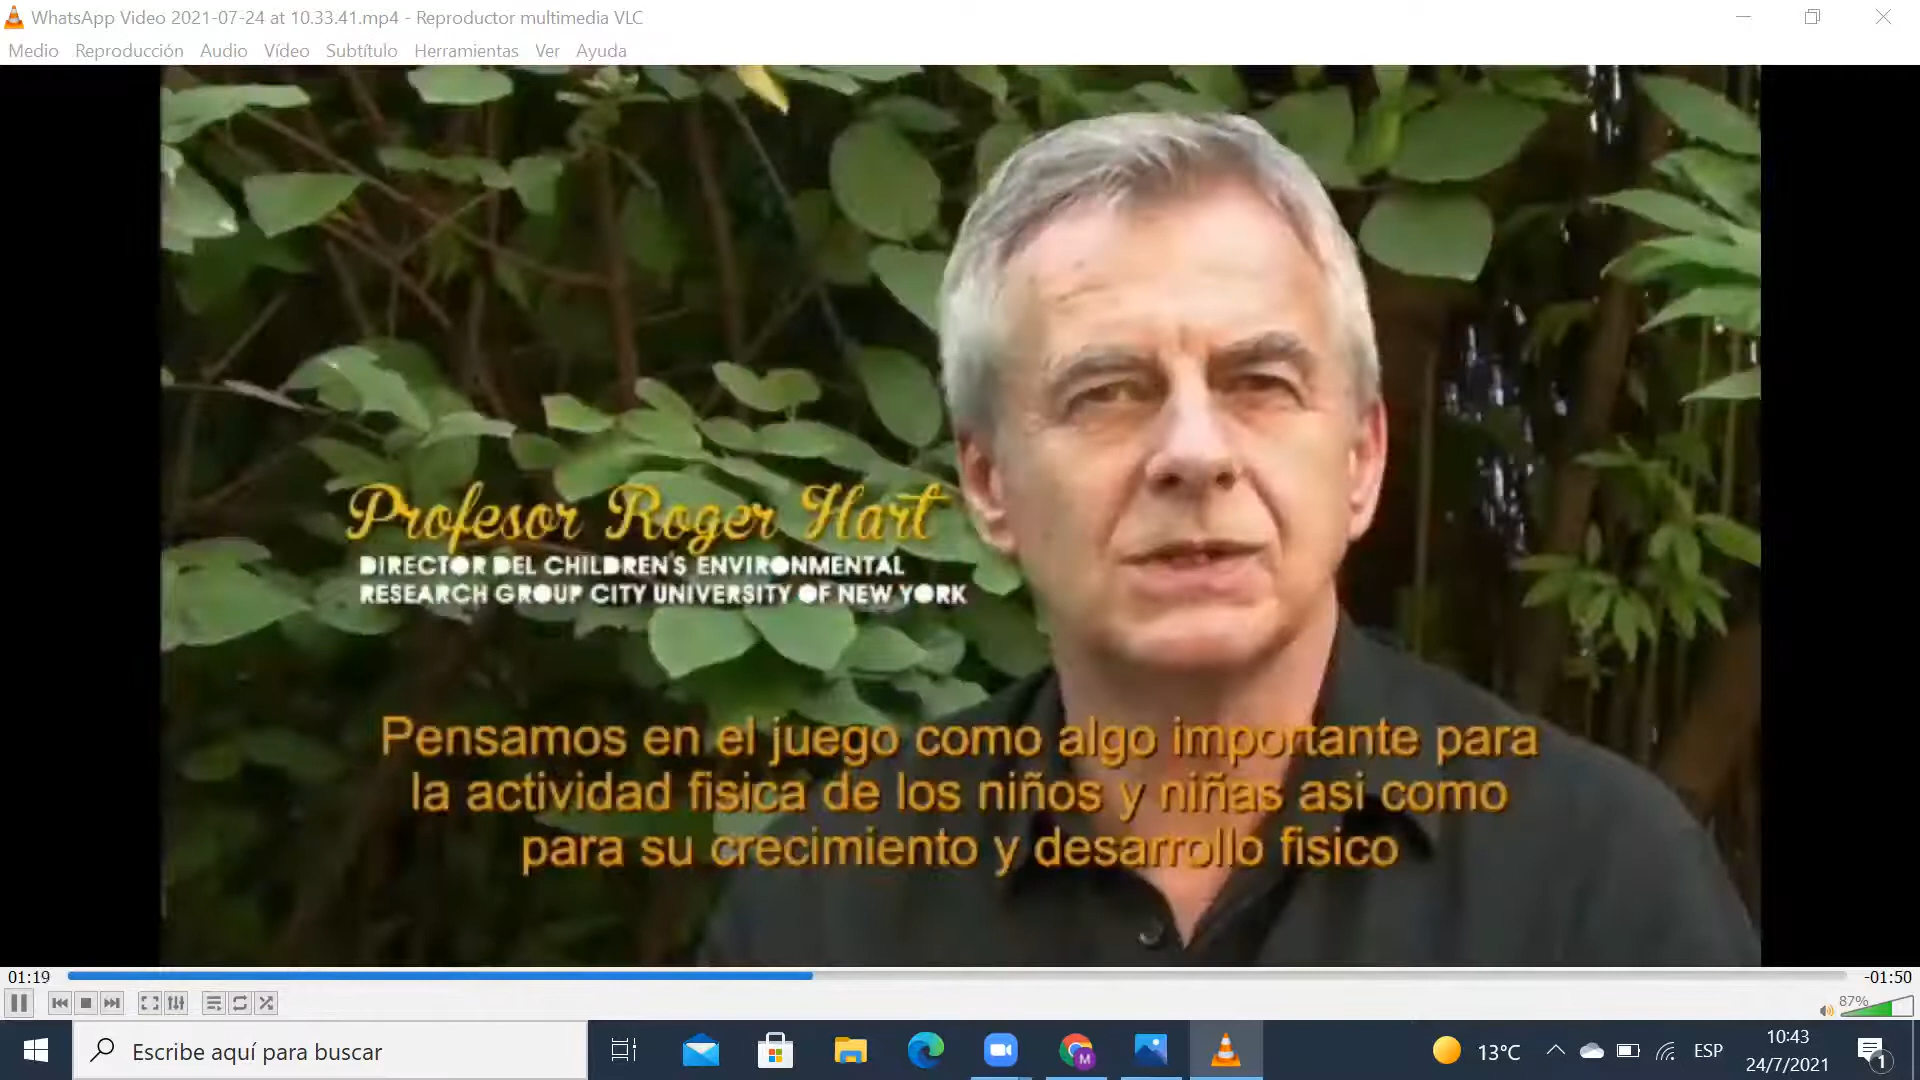 WhatsApp Video 2021-07-24 at 10.33.41.mp4 - Reproductor multimedia VLC
Medio Reproducción Audio Vídeo Subtítulo Herramientas Ver Ayuda
Profesor Roger Hart
DIRECTOR DEL CHILDREN'S ENVIRONMENTAL
RESEARCH GROUP CITY UNIVERSITY OF NEW YORK
Pensamos en el juego como algo importante para
la actividad fisica de los niños y niñas asi como
para su crecimiento y desarrollo fisico
01:19
-01:50
87%
Escribe aquí para buscar
M
13°C
ESP
10:43
24/7/2021
1